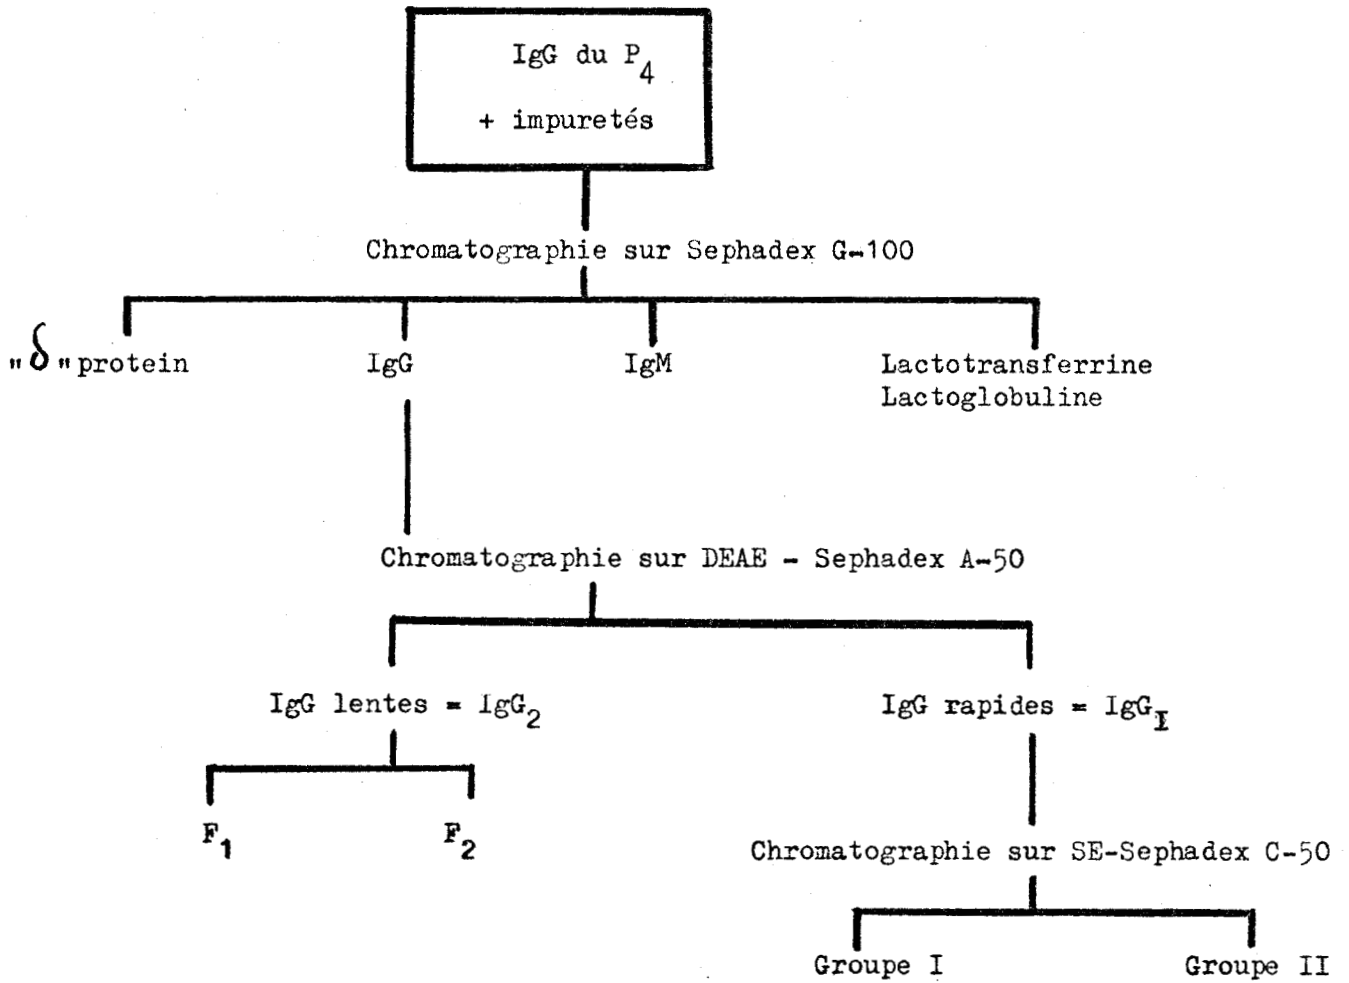 IgG du P4
+ impuretés
Chromatographie sur Sephadex G-100
"δ" protein
IgG
IgM
Lactotransferrine
Lactoglobuline
Chromatographie sur DEAE - Sephadex A-50
IgG lentes = IgG2
IgG rapides = IgGI
F1
F2
Chromatographie sur SE-Sephadex C-50
Groupe I
Groupe II